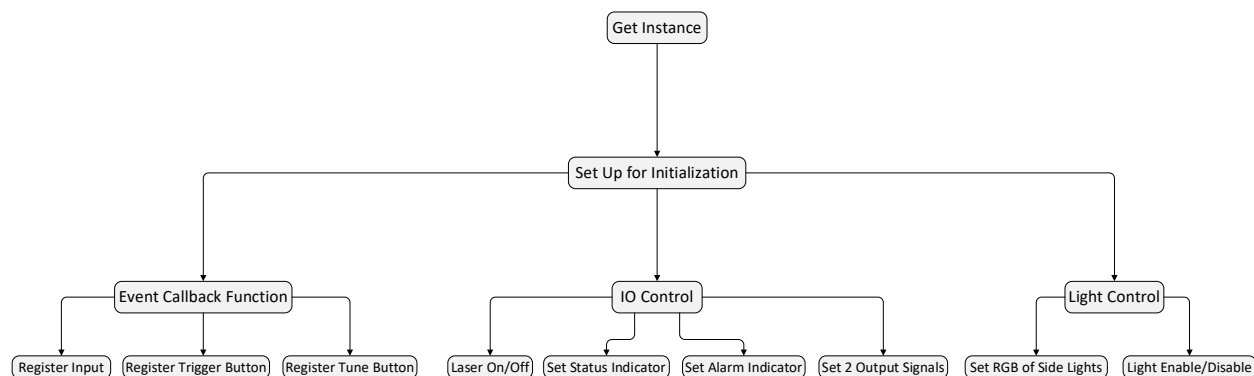 Get Instance
Set Up for Initialization
Event Callback Function
IO Control
Light Control
Register Input
Register Trigger Button
Register Tune Button
Laser On/Off
Set Status Indicator
Set Alarm Indicator
Set 2 Output Signals
Set RGB of Side Lights
Light Enable/Disable